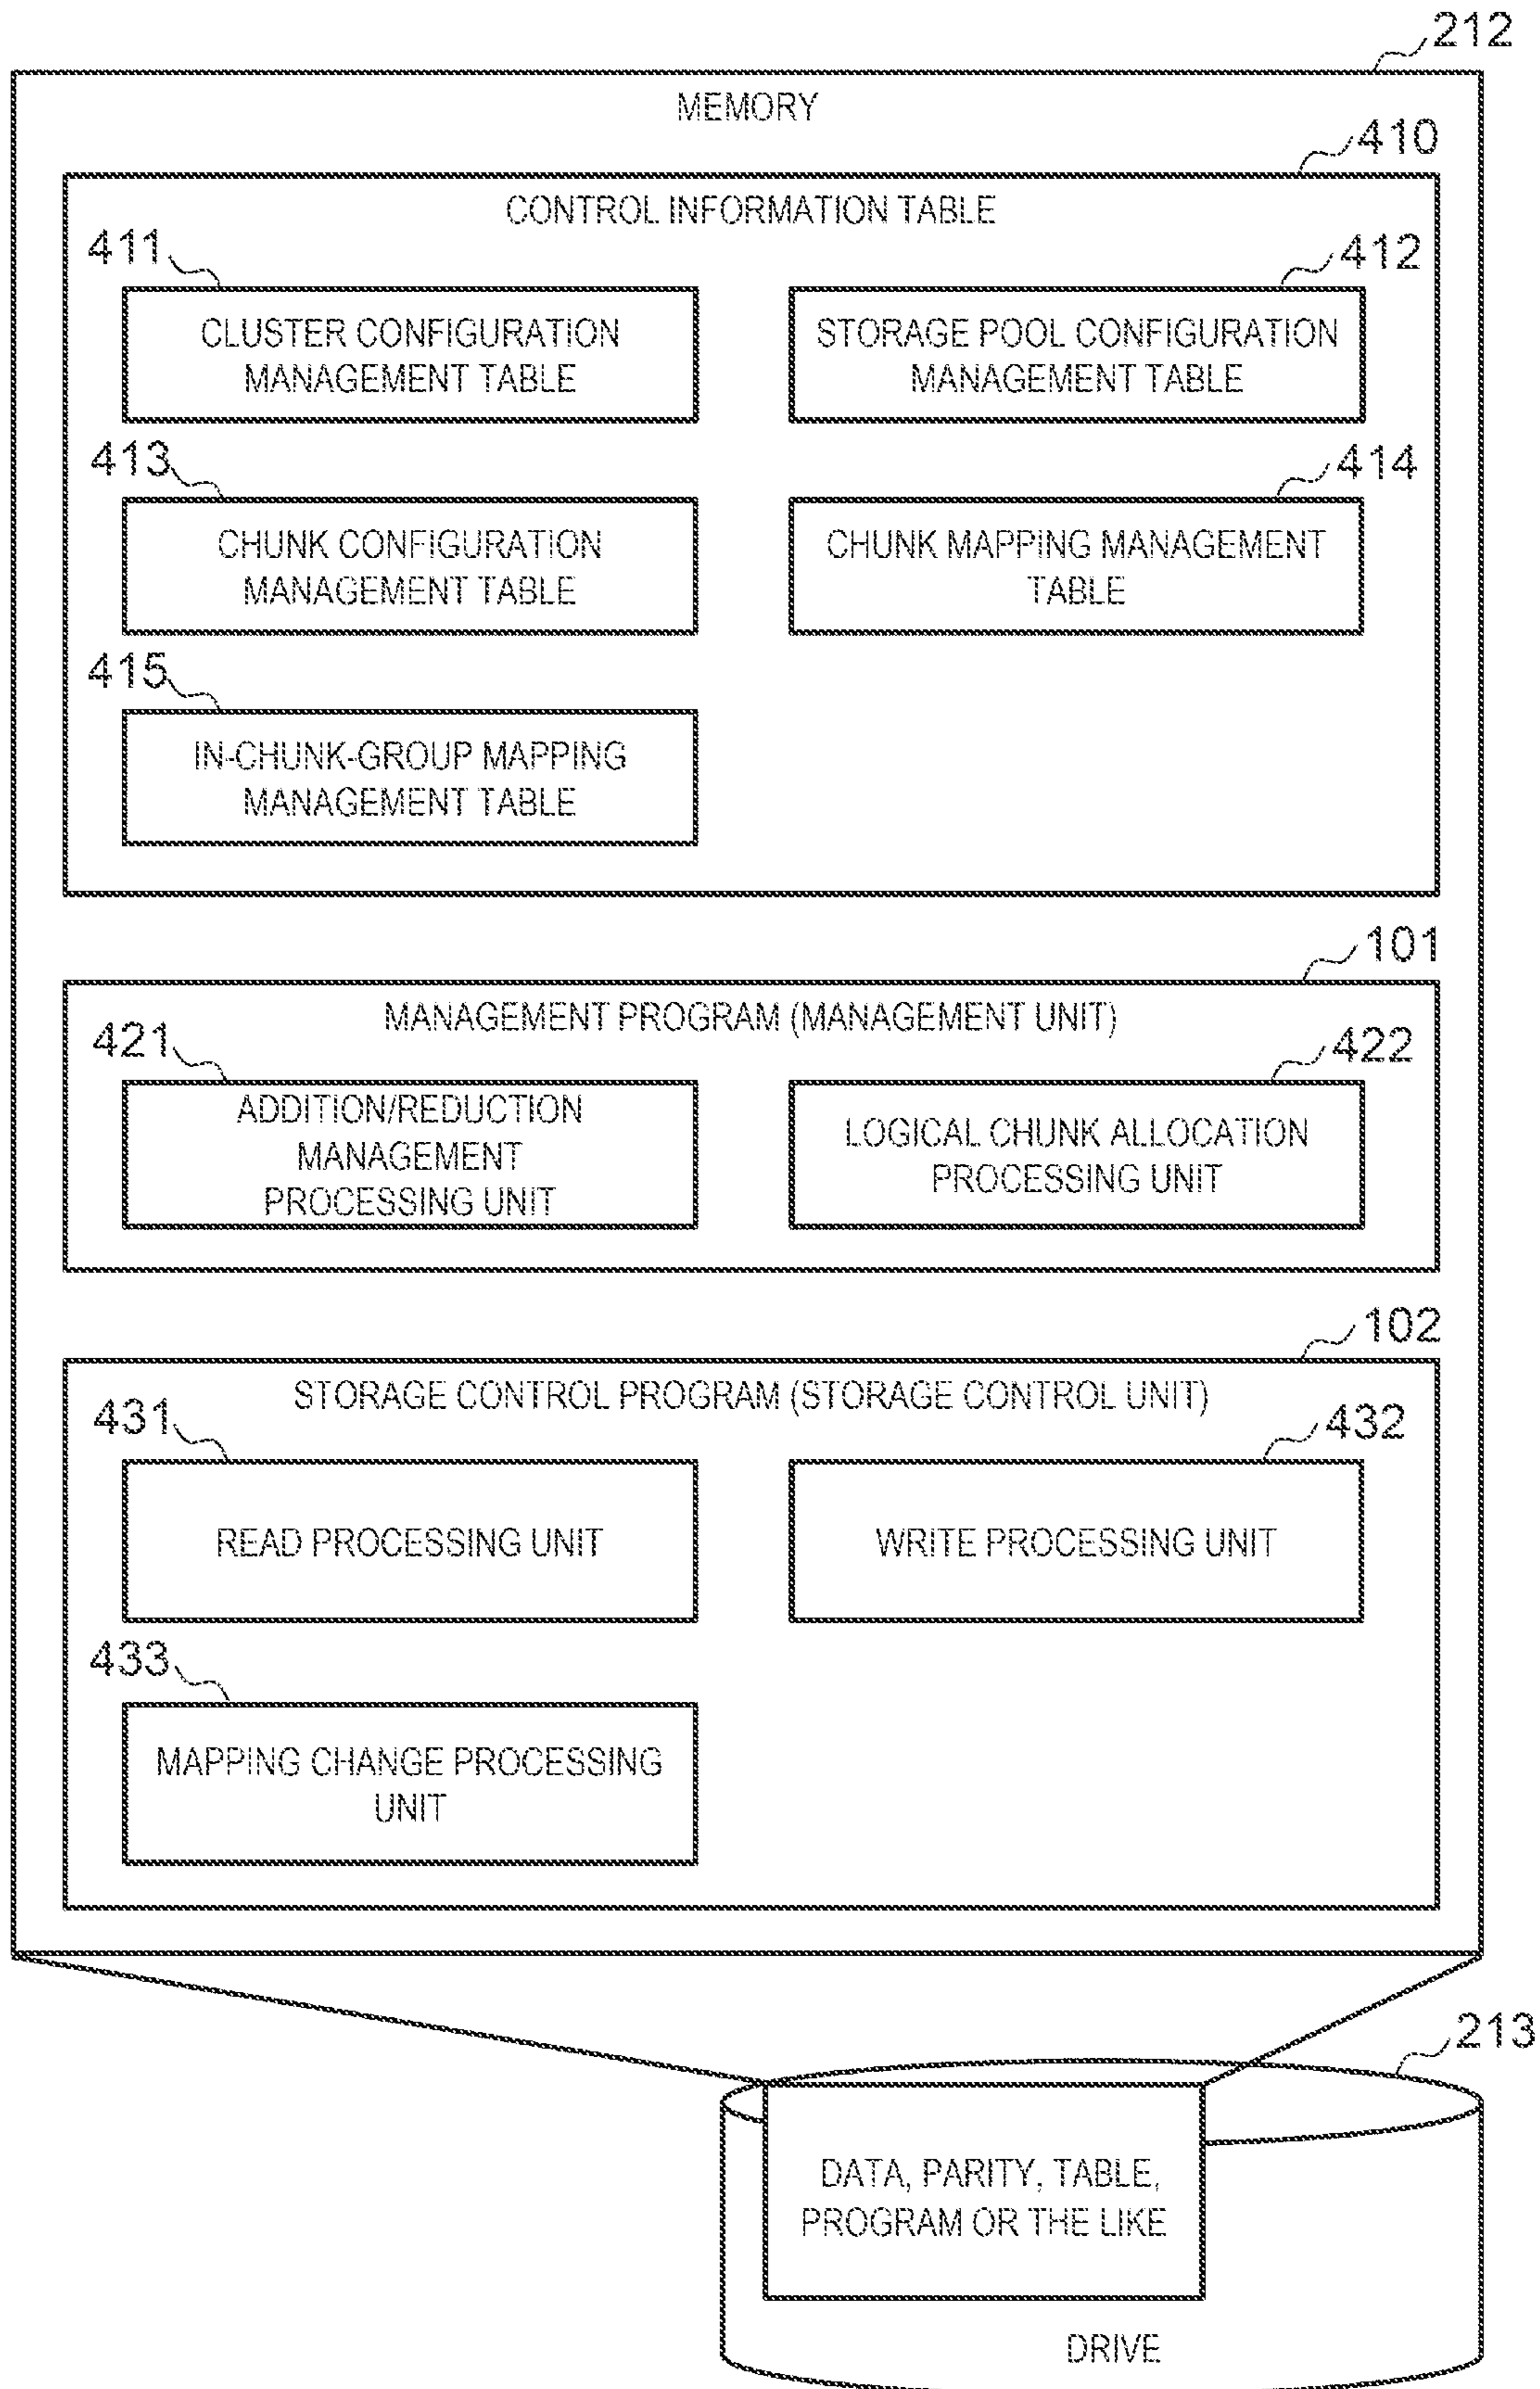 212
MEMORY
410
CONTROL INFORMATION TABLE
411
412
CLUSTER CONFIGURATION
MANAGEMENT TABLE
STORAGE POOL CONFIGURATION
MANAGEMENT TABLE
413
414
CHUNK CONFIGURATION
MANAGEMENT TABLE
CHUNK MAPPING MANAGEMENT
TABLE
415
IN-CHUNK-GROUP MAPPING
MANAGEMENT TABLE
101
MANAGEMENT PROGRAM (MANAGEMENT UNIT)
421
422
ADDITION/REDUCTION
MANAGEMENT
PROCESSING UNIT
LOGICAL CHUNK ALLOCATION
PROCESSING UNIT
102
STORAGE CONTROL PROGRAM (STORAGE CONTROL UNIT)
431
432
READ PROCESSING UNIT
WRITE PROCESSING UNIT
433
MAPPING CHANGE PROCESSING
UNIT
213
DATA, PARITY, TABLE,
PROGRAM OR THE LIKE
DRIVE